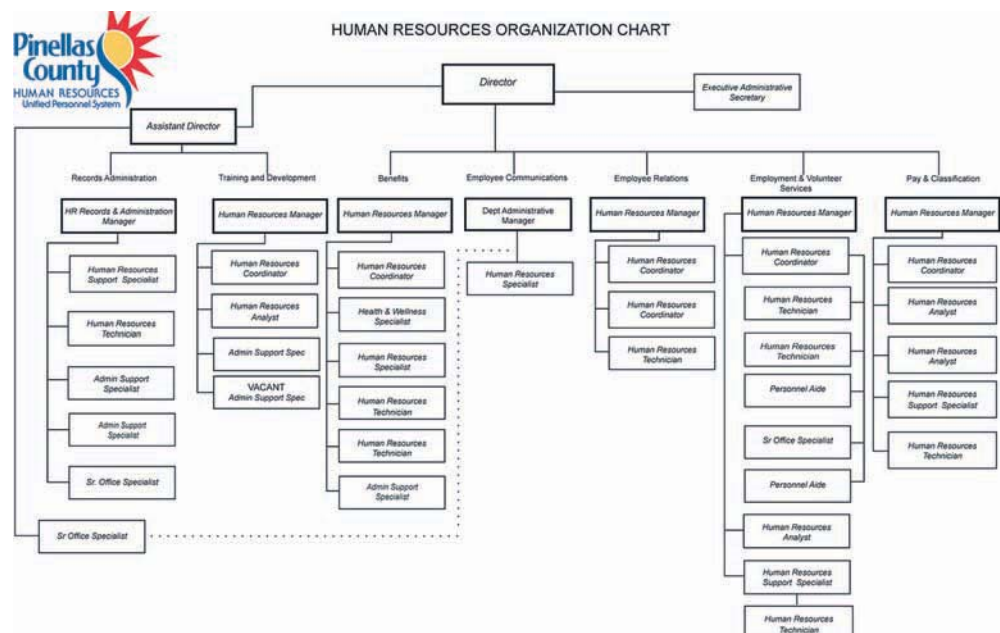 HUMAN RESOURCES ORGANIZATION CHART
Pinellas
County
HUMAN RESOURCES
Unified Personnel System
Director
Executive Administrative
Secretary
Assistant Director
Records Administration
Training and Development
Benefits
Employee Communications
Employee Relations
Employment & Volunteer
Services
Pay & Classification
HR Records & Administration
Manager
Human Resources
Support Specialist
Human Resources
Technician
Admin Support
Specialist
Admin Support
Specialist
Sr. Office Specialist
Sr Office Specialist
Human Resources Manager
Human Resources
Coordinator
Human Resources
Analyst
Admin Support Spec
VACANT
Admin Support Spec
Human Resources Manager
Human Resources
Coordinator
Health & Wellness
Specialist
Human Resources
Specialist
Human Resources
Technician
Human Resources
Technician
Admin Support
Specialist
Dept Administrative
Manager
Human Resources
Specialist
Human Resources Manager
Human Resources
Coordinator
Human Resources
Coordinator
Human Resources
Technician
Human Resources Manager
Human Resources
Coordinator
Human Resources
Technician
Human Resources
Technician
Personnel Aide
Sr Office Specialist
Personnel Aide
Human Resources
Analyst
Human Resources
Support Specialist
Human Resources
Technician
Human Resources Manager
Human Resources
Coordinator
Human Resources
Analyst
Human Resources
Analyst
Human Resources
Support Specialist
Human Resources
Technician